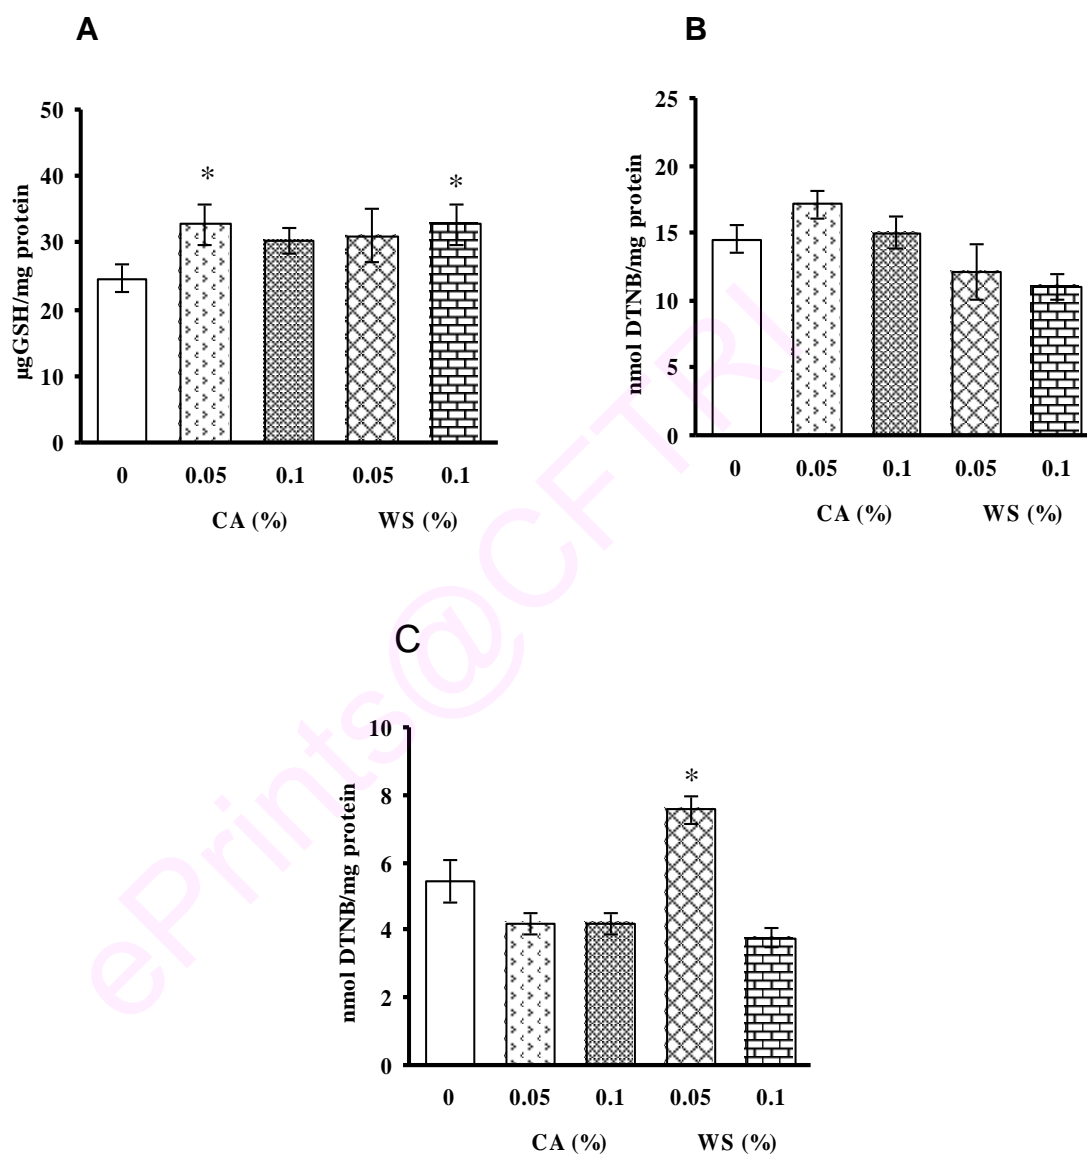 A
50
40
30
20
10
0
µgGSH/mg protein
*
*
0 0.05 0.1 0.05 0.1
CA (%) WS (%)
B
25
20
15
10
5
0
nmol DTNB/mg protein
0 0.05 0.1 0.05 0.1
CA (%) WS (%)
C
10
8
6
4
2
0
nmol DTNB/mg protein
*
0 0.05 0.1 0.05 0.1
CA (%) WS (%)
ePrints@CFTRI